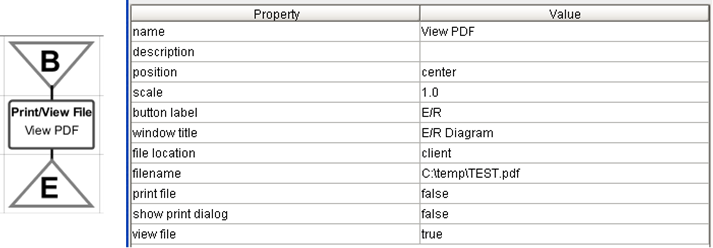 B
Print/View File
View PDF
E
Property Value
name View PDF
description
position center
scale 1.0
button label E/R
window title E/R Diagram
file location client
filename C:\temp\TEST.pdf
print file false
show print dialog false
view file true